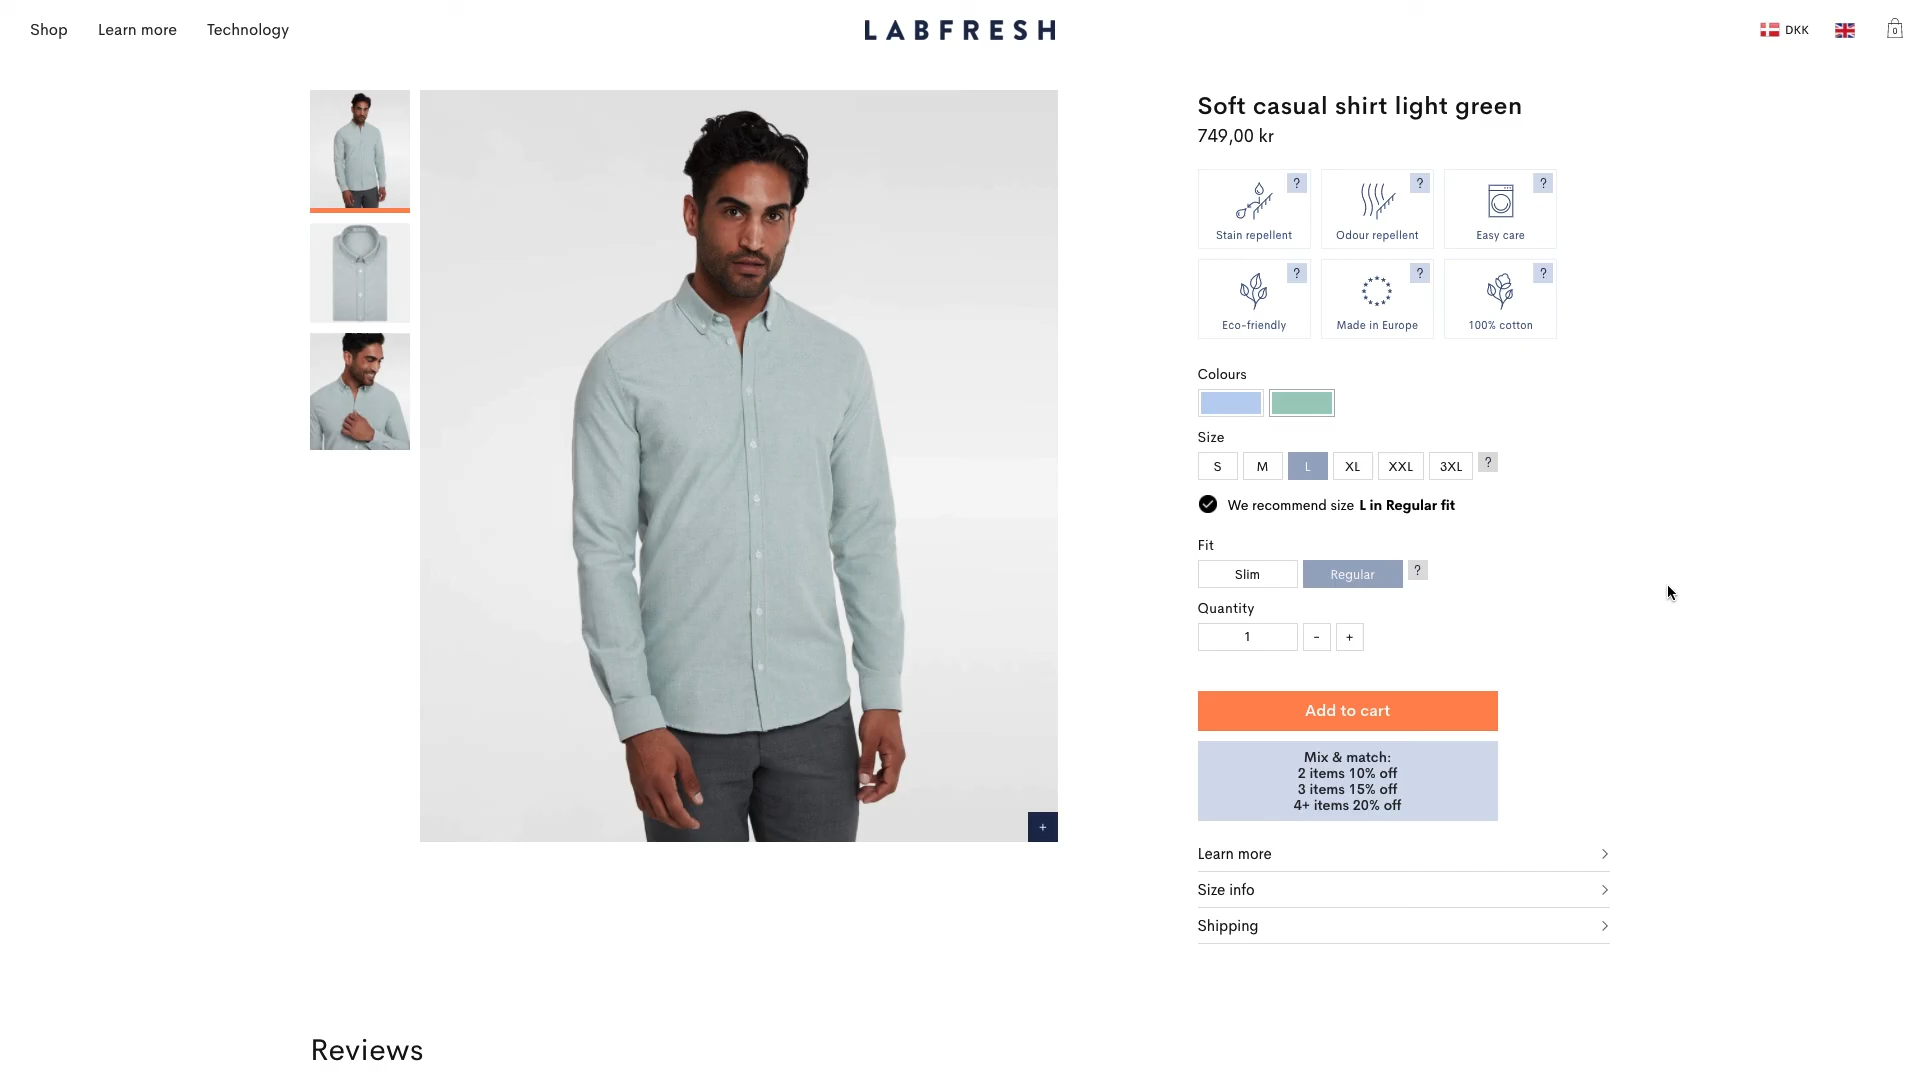 Shop
Learn more
Technology
LABFRESH
DKK
0
Soft casual shirt light green
749,00 kr
?
?
?
Stain repellent
Odour repellent
Easy care
?
?
?
Eco-friendly
Made in Europe
100% cotton
Colours
Size
S
M
L
XL
XXL
3XL
?
We recommend size L in Regular fit
Fit
Slim
Regular
?
Quantity
1
-
+
Add to cart
Mix & match:
2 items 10% off
3 items 15% off
4+ items 20% off
+
Learn more
Size info
Shipping
Reviews